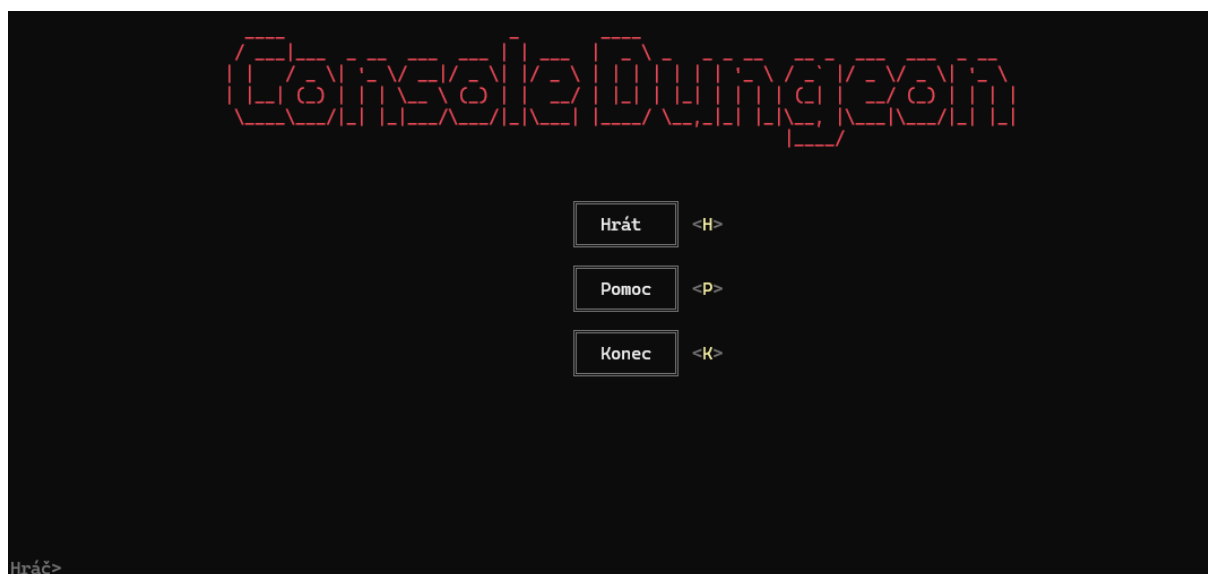 Console Dungeon
Hrát <H>
Pomoc <P>
Konec <K>
Hráč>